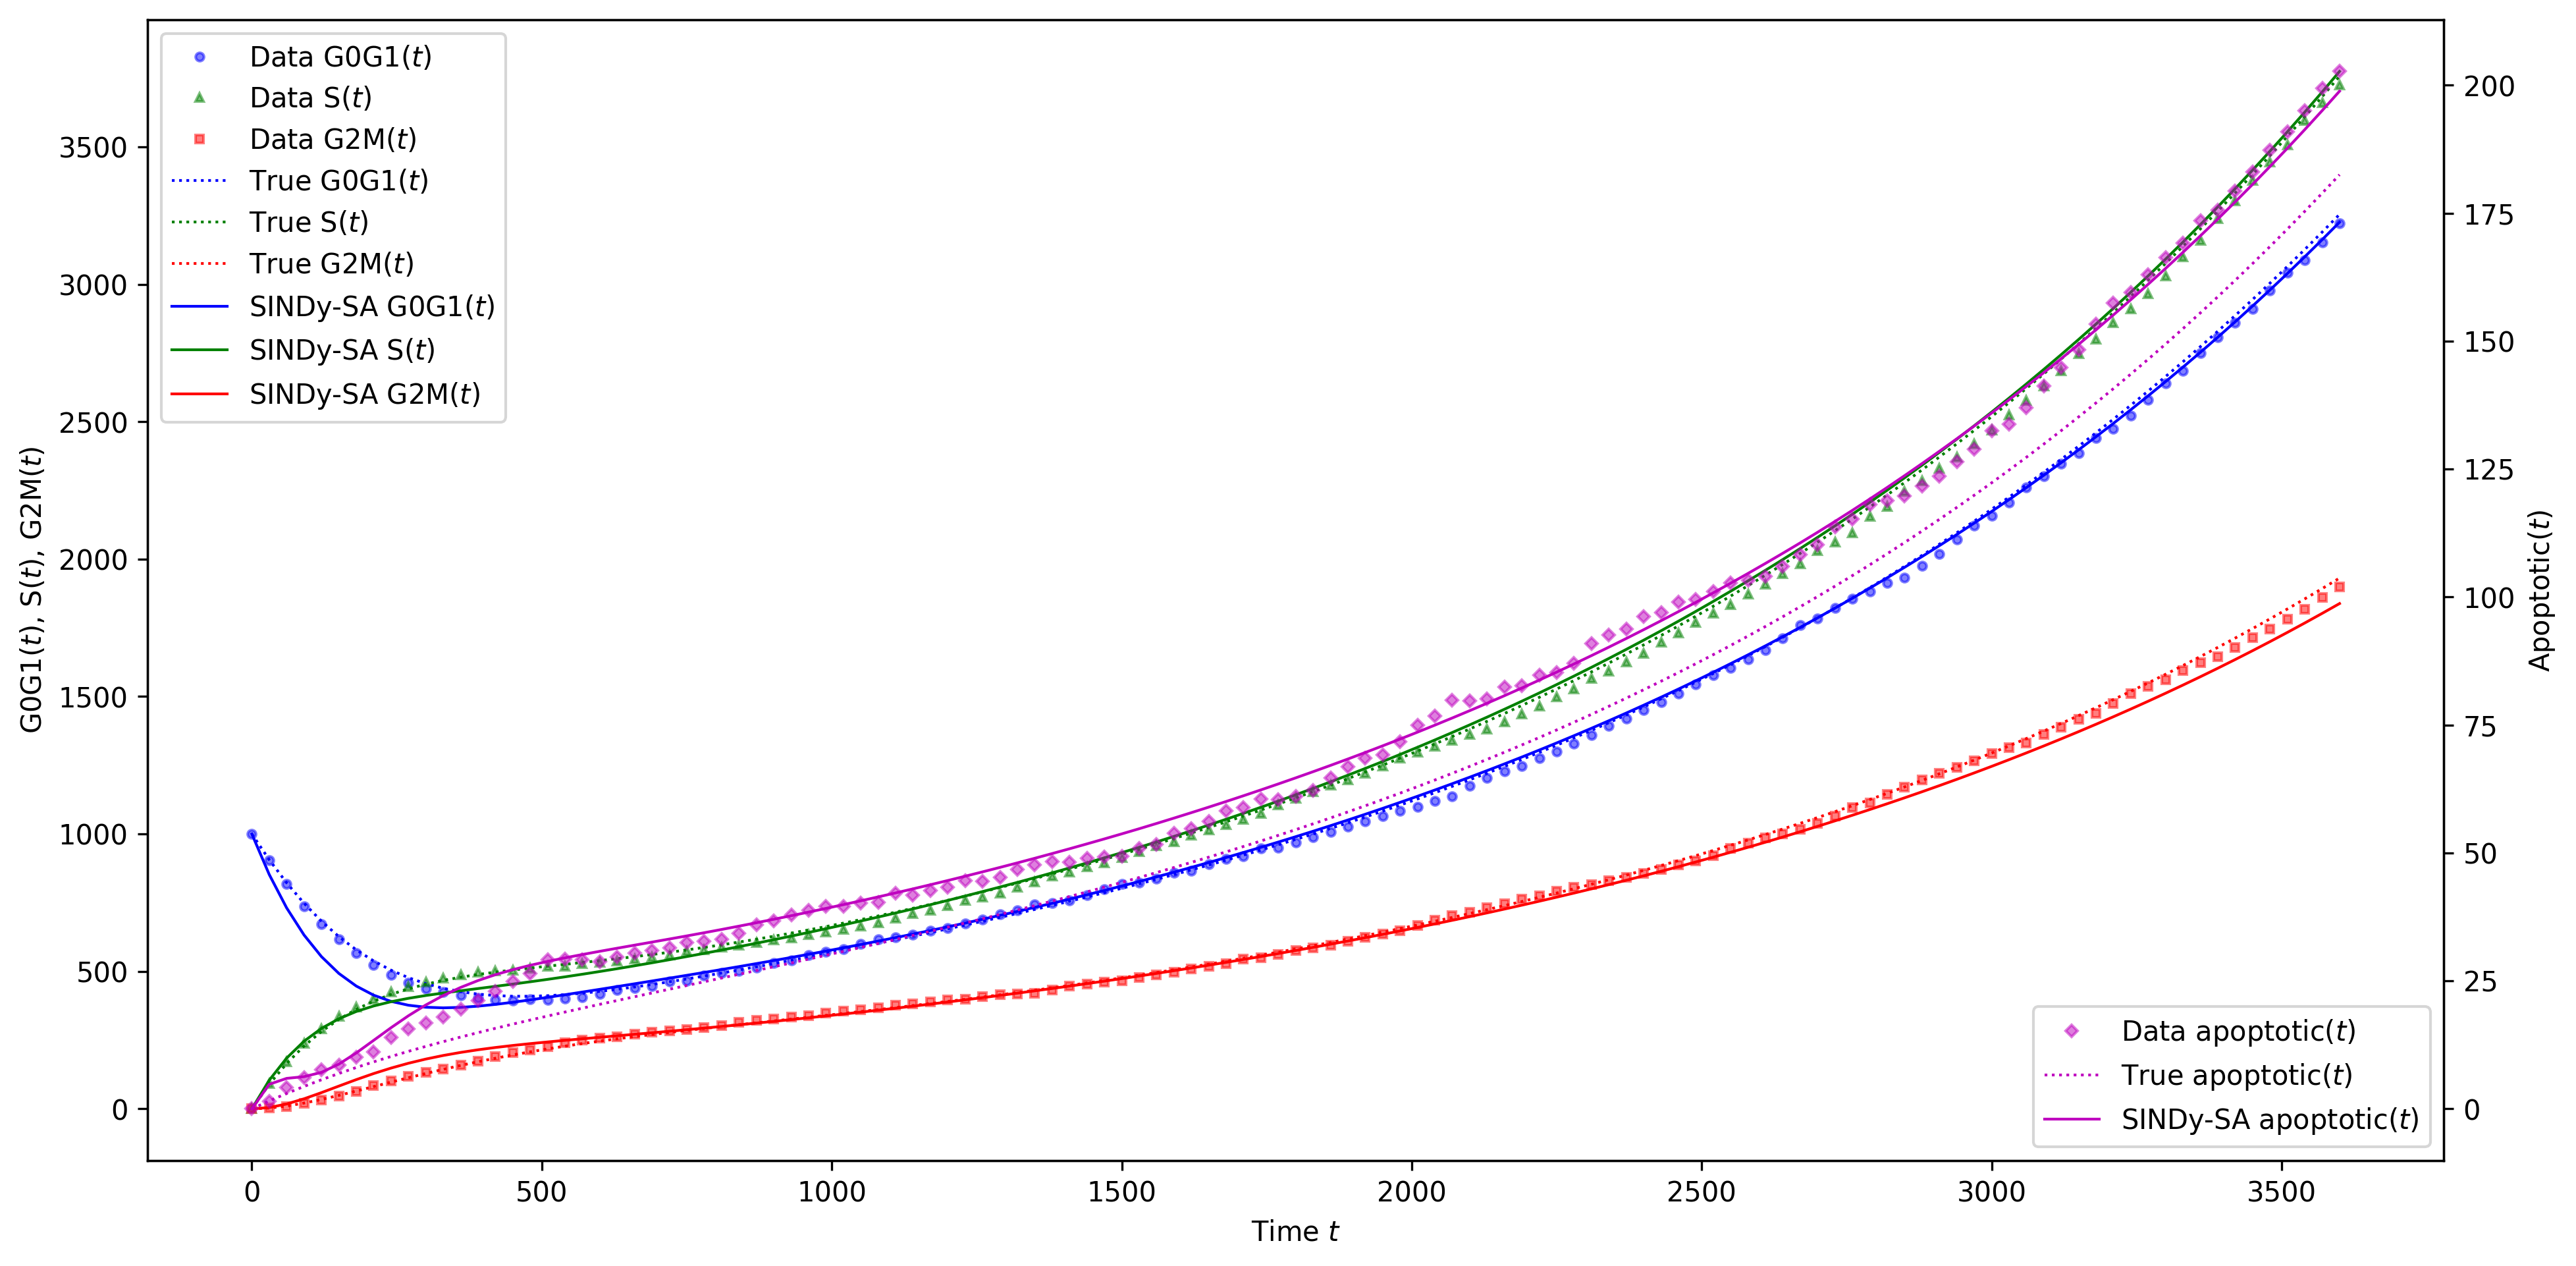 Data G0G1(t)
Data S(t)
Data G2M(t)
True G0G1(t)
True S(t)
True G2M(t)
SINDy-SA G0G1(t)
SINDy-SA S(t)
SINDy-SA G2M(t)
3500
3000
2500
2000
1500
1000
500
0
G0G1(t), S(t), G2M(t)
200
175
150
125
100
75
50
25
0
Apoptotic(t)
Data apoptotic(t)
True apoptotic(t)
SINDy-SA apoptotic(t)
0 500 1000 1500 2000 2500 3000 3500
Time t